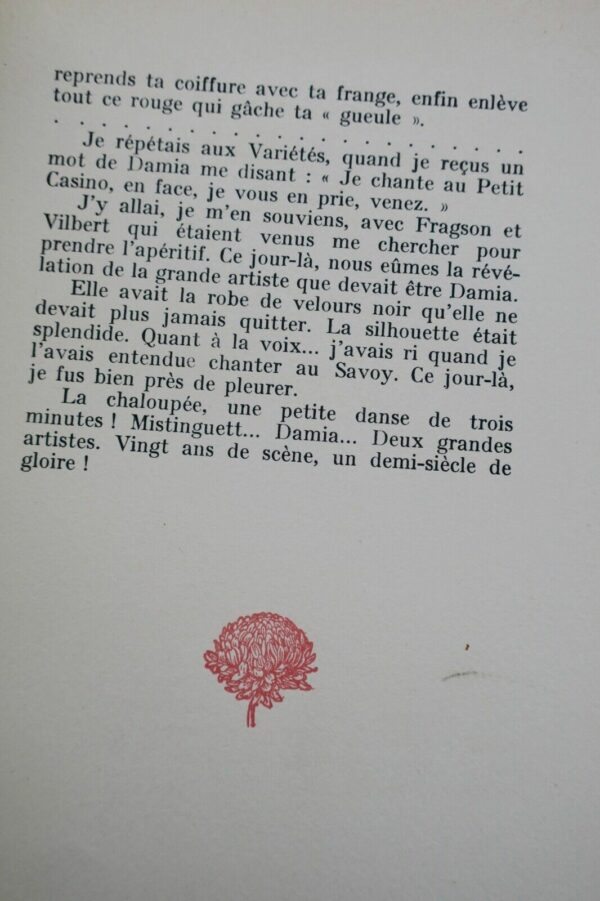 reprends ta coiffure avec ta frange, enfin enlève
tout ce rouge qui gâche ta « gueule ».
. . . . . . . . . . . . . . . . . . . .
Je répétais aux Variétés, quand je reçus un
mot de Damia me disant : « Je chante au Petit
Casino, en face, je vous en prie, venez. »
J'y allai, je m'en souviens, avec Fragson et
Vilbert qui étaient venus me chercher pour
prendre l'apéritif. Ce jour-là, nous eûmes la révé-
lation de la grande artiste que devait être Damia.
Elle avait la robe de velours noir qu'elle ne
devait plus jamais quitter. La silhouette était
splendide. Quant à la voix... j'avais ri quand je
l'avais entendue chanter au Savoy. Ce jour-là,
je fus bien près de pleurer.
La chaloupée, une petite danse de trois
minutes ! Mistinguett... Damia... Deux grandes
artistes. Vingt ans de scène, un demi-siècle de
gloire !